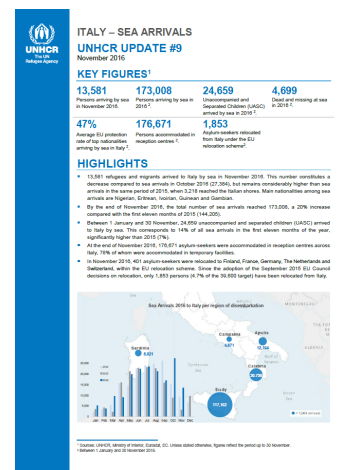 ITALY – SEA ARRIVALS
UNHCR UPDATE #9
November 2016
UNHCR
The UN
Refugee Agency
KEY FIGURES¹
13,581
Persons arriving by sea
in November 2016
173,008
Persons arriving by sea in
2016 ².
24,659
Unaccompanied and
Separated Children (UASC)
arrived by sea in 2016 ².
4,699
Dead and missing at sea
in 2016 ².
47%
Average EU protection
rate of top nationalities
arriving by sea in Italy ².
176,671
Persons accommodated in
reception centres ².
1,853
Asylum-seekers relocated
from Italy under the EU
relocation scheme².
HIGHLIGHTS
▪ 13,581 refugees and migrants arrived to Italy by sea in November 2016. This number constitutes a
decrease compared to sea arrivals in October 2016 (27,384), but remains considerably higher than sea
arrivals in the same period of 2015, when 3,218 reached the Italian shores. Main nationalities among sea
arrivals are Nigerian, Eritrean, Ivorian, Guinean and Gambian.
▪ By the end of November 2016, the total number of sea arrivals reached 173,008, a 20% increase
compared with the first eleven months of 2015 (144,205).
▪ Between 1 January and 30 November 2016, 24,659 unaccompanied and separated children (UASC) arrived
to Italy by sea. This corresponds to 14% of all sea arrivals in the first eleven months of the year,
significantly higher than 2015 (7%).
▪ At the end of November 2016, 176,671 asylum-seekers were accommodated in reception centres across
Italy, 78% of whom were accommodated in temporary facilities.
▪ In November 2016, 401 asylum-seekers were relocated to Finland, France, Germany, The Netherlands and
Switzerland, within the EU relocation scheme. Since the adoption of the September 2015 EU Council
decisions on relocation, only 1,853 persons (4.7% of the 39,600 target) have been relocated from Italy.
Sea Arrivals 2016 to Italy per region of disembarkation
Campania
Apulia
Sardinia
Calabria
Sicily
ALBANIA
Jan Feb Mar Apr May Jun Jul Aug Sep Oct Nov Dec
¹ Sources: UNHCR, Ministry of Interior, Eurostat, EC. Unless stated otherwise, figures reflect the period up to 30 November.
² Between 1 January and 30 November 2016.